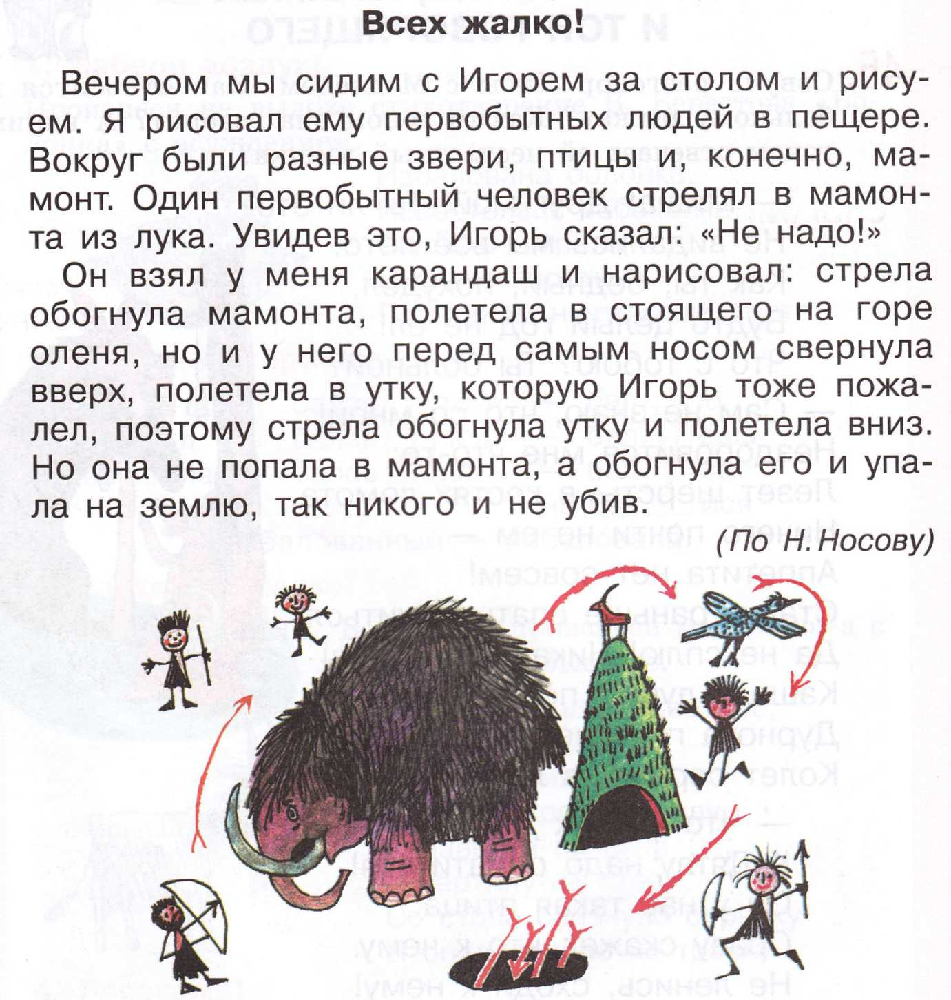 Всех жалко!
Вечером мы сидим с Игорем за столом и рису-
ем. Я рисовал ему первобытных людей в пещере.
Вокруг были разные звери, птицы и, конечно, ма-
монт. Один первобытный человек стрелял в мамон-
та из лука. Увидев это, Игорь сказал: «Не надо!»
Он взял у меня карандаш и нарисовал: стрела
обогнула мамонта, полетела в стоящего на горе
оленя, но и у него перед самым носом свернула
вверх, полетела в утку, которую Игорь тоже пожа-
лел, поэтому стрела обогнула утку и полетела вниз.
Но она не попала в мамонта, а обогнула его и упа-
ла на землю, так никого и не убив.
(По Н. Носову)